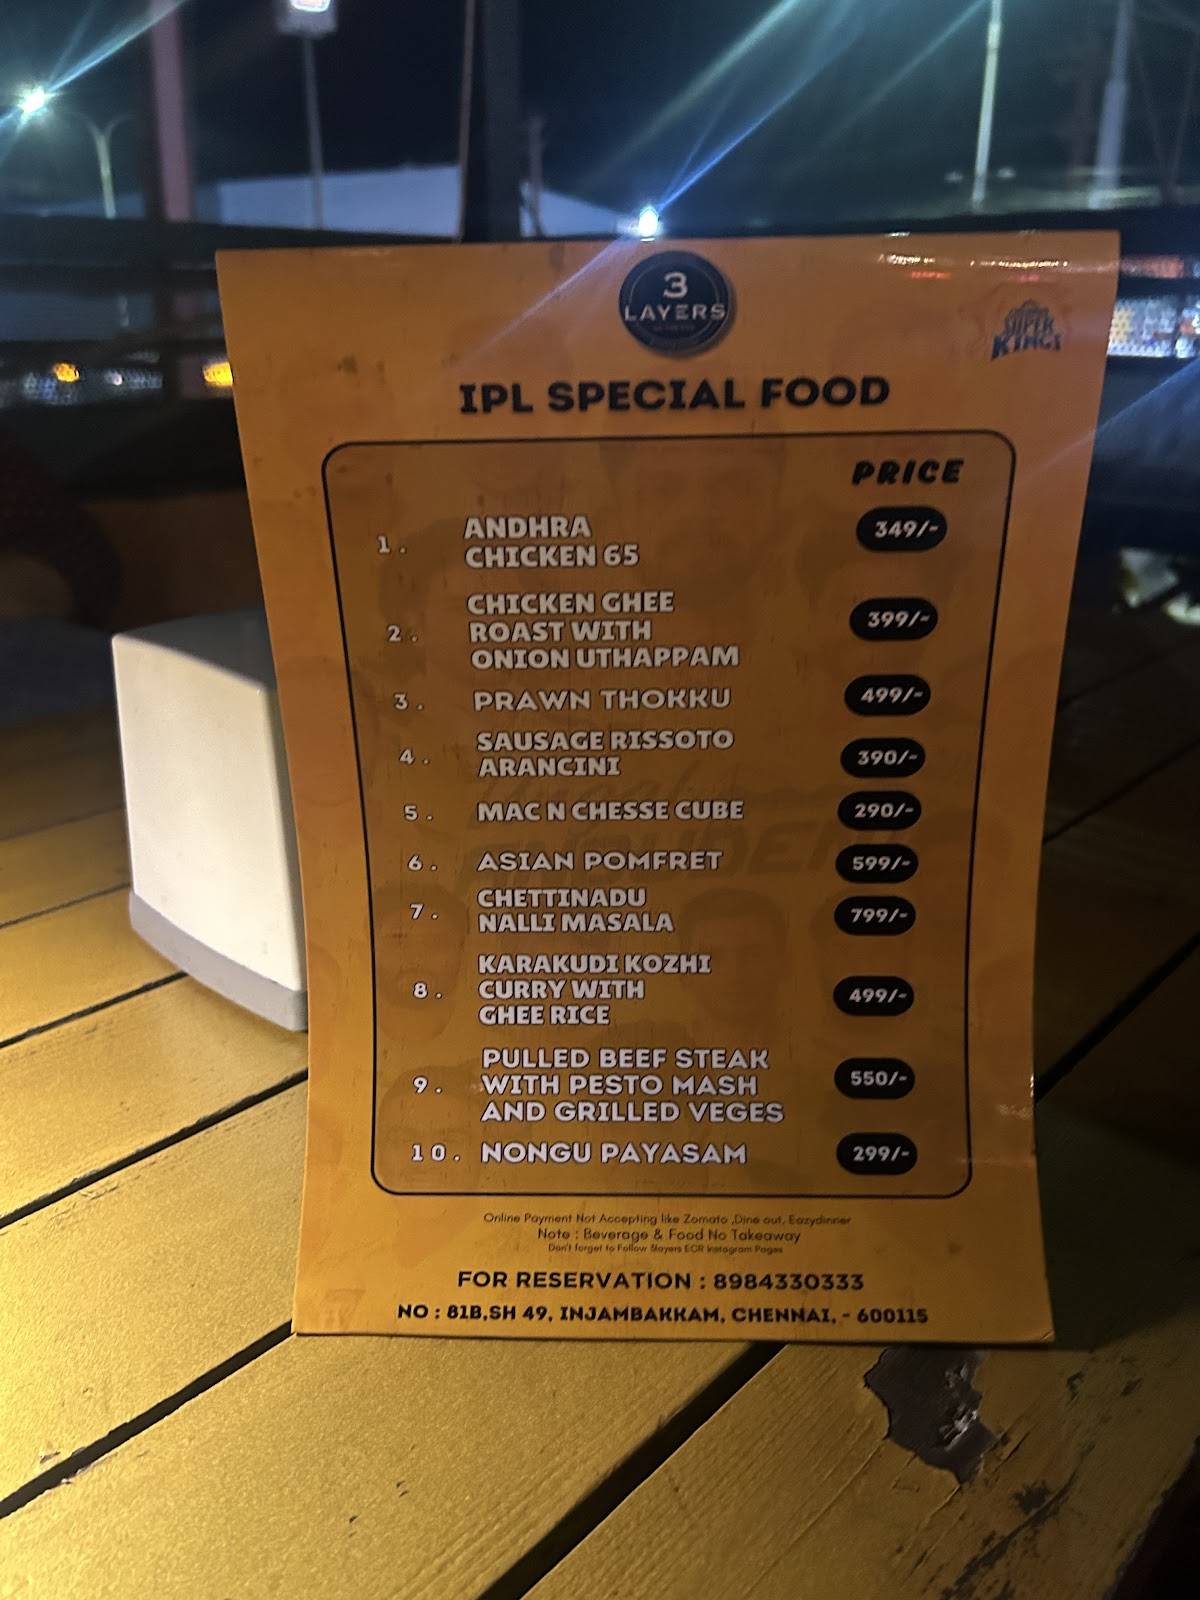 3
LAYERS
SUPER
KINGS
IPL SPECIAL FOOD
PRICE
1. ANDHRA
CHICKEN 65 349/-
2. CHICKEN GHEE
ROAST WITH
ONION UTHAPPAM 399/-
3. PRAWN THOKKU 499/-
4. SAUSAGE RISSOTO
ARANCINI 390/-
5. MAC N CHESSE CUBE 290/-
6. ASIAN POMFRET 599/-
7. CHETTINADU
NALLI MASALA 799/-
8. KARAKUDI KOZHI
CURRY WITH
GHEE RICE 499/-
9. PULLED BEEF STEAK
WITH PESTO MASH
AND GRILLED VEGES 550/-
10. NONGU PAYASAM 299/-
Online Payment Not Accepting like Zomato ,Dine out, Eazydinner
Note : Beverage & Food No Takeaway
Don't forget to Follow 3layers ECR Instagram Pages
FOR RESERVATION : 8984330333
NO : 81B,SH 49, INJAMBAKKAM, CHENNAI, - 600115